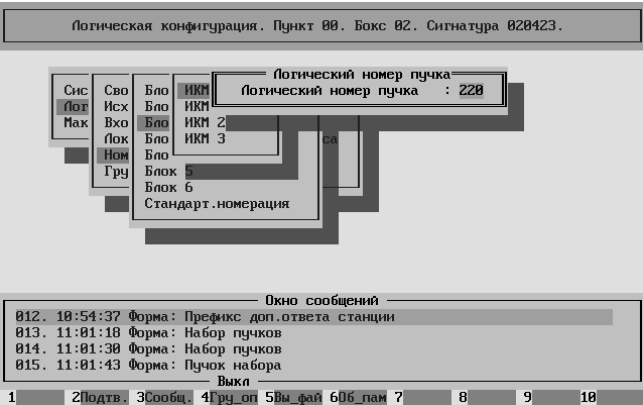 Логическая конфигурация. Пункт 00. Бокс 02. Сигнатура 020423.
Логический номер пучка
Логический номер пучка : 220
Сис Сво Бло ИКМ
Лог Исх Бло ИКМ
Мак Вхо Бло ИКМ 2
Лок Бло ИКМ 3 са
Ном Бло
Гру Блок 5
Блок 6
Стандарт.номерация
Окно сообщений
012. 10:54:37 Форма: Префикс доп.ответа станции
013. 11:01:18 Форма: Набор пучков
014. 11:01:30 Форма: Набор пучков
015. 11:01:43 Форма: Пучок набора
Выкл
1 2Подтв. 3Сообщ. 4Гру_оп 5Вы_фай 6Об_пам 7 8 9 10